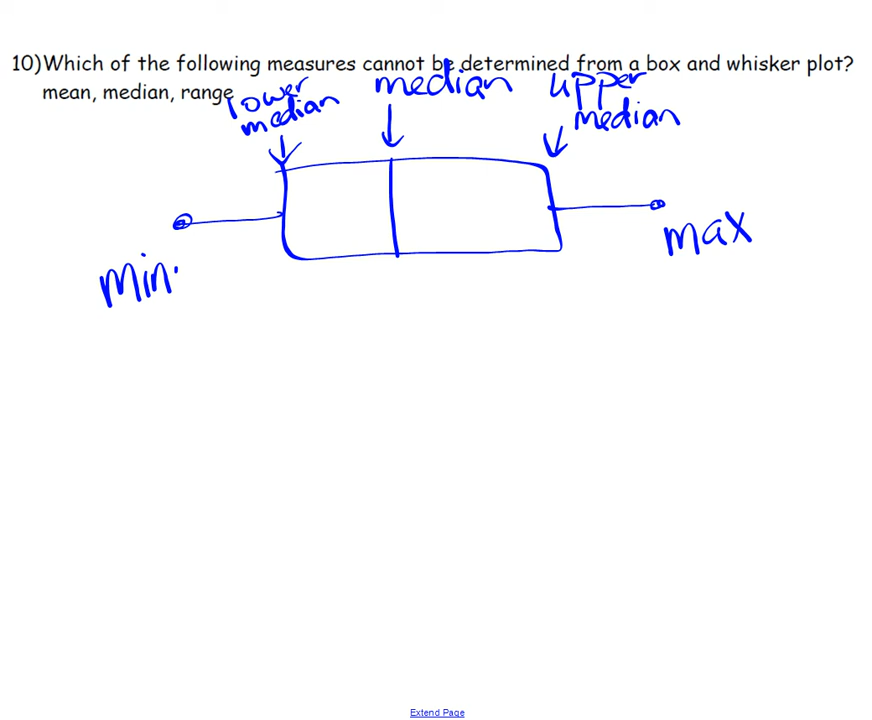 10)Which of the following measures cannot be determined from a box and whisker plot?
mean, median, range
lower
median
median
upper
median
min.
max
Extend Page